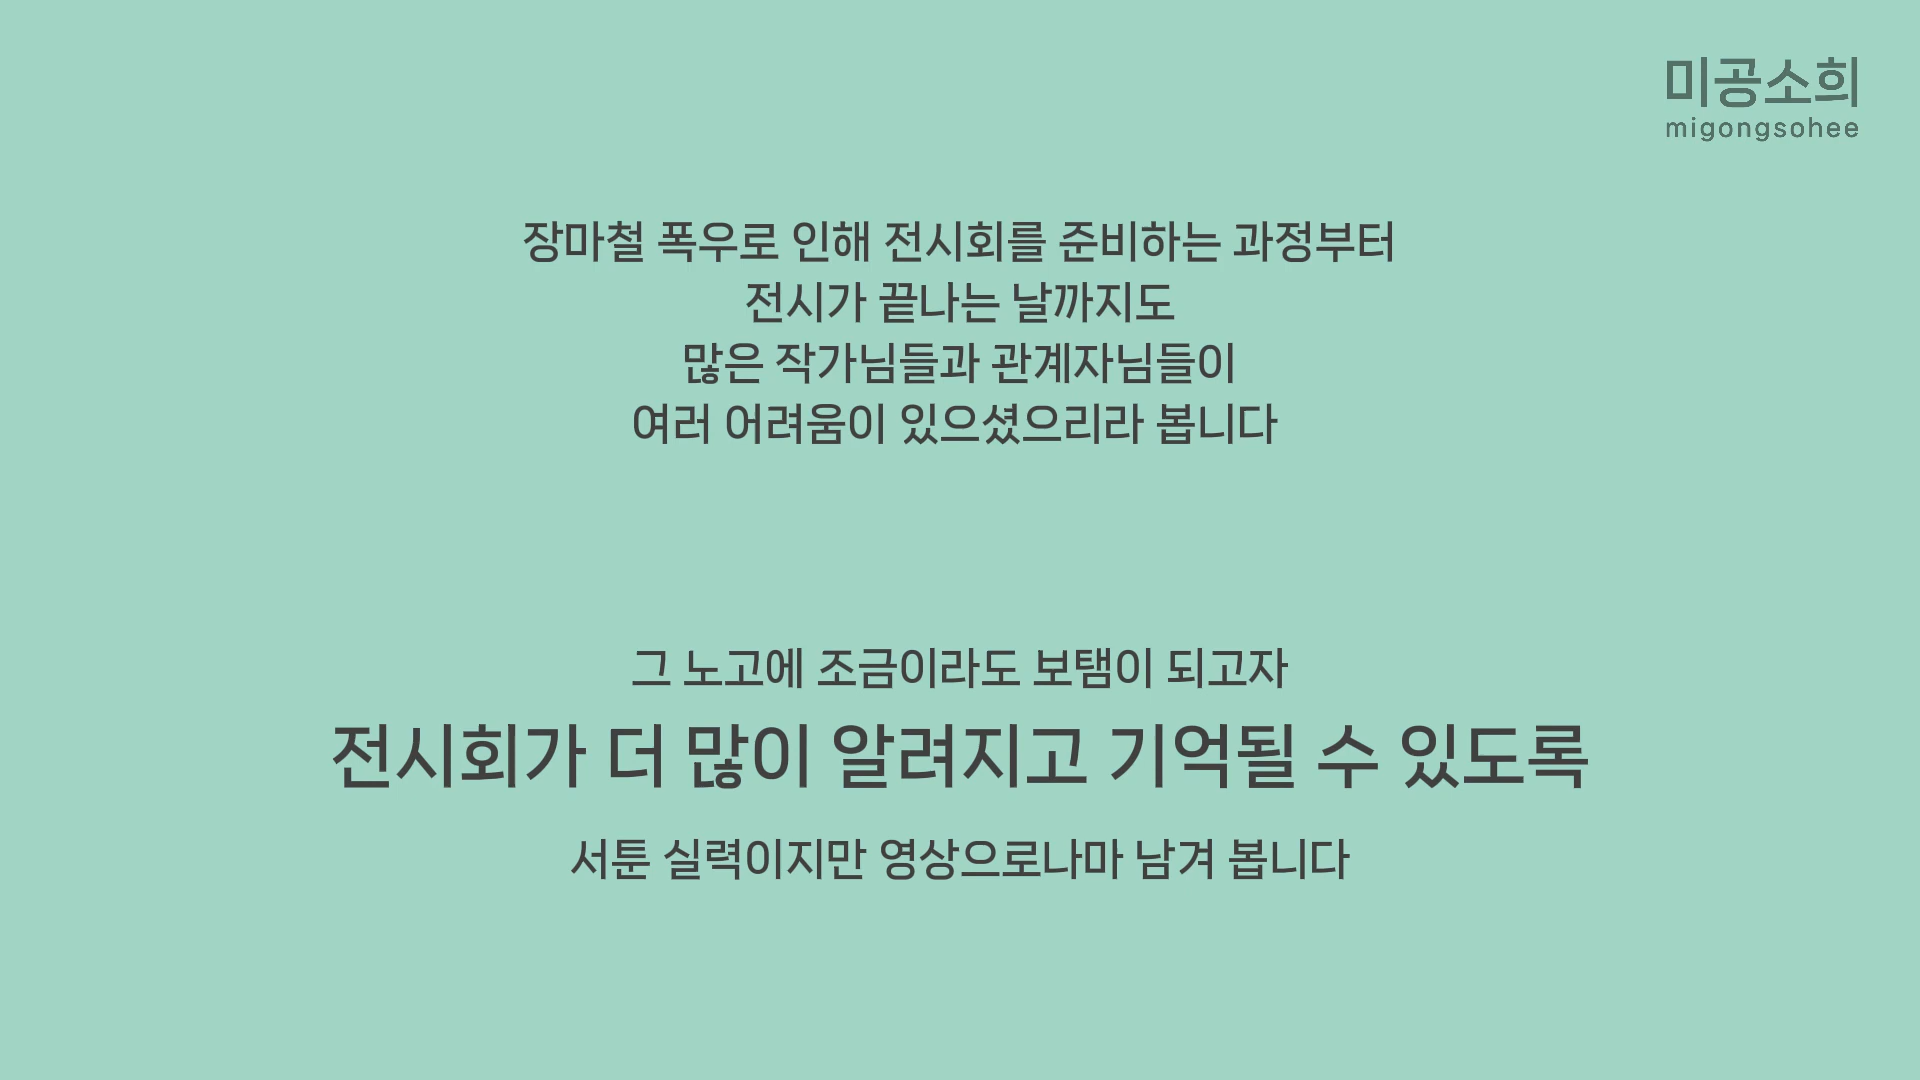 미공소희
migongsohee
장마철 폭우로 인해 전시회를 준비하는 과정부터
전시가 끝나는 날까지도
많은 작가님들과 관계자님들이
여러 어려움이 있으셨으리라 봅니다
그 노고에 조금이라도 보탬이 되고자
전시회가 더 많이 알려지고 기억될 수 있도록
서툰 실력이지만 영상으로나마 남겨 봅니다